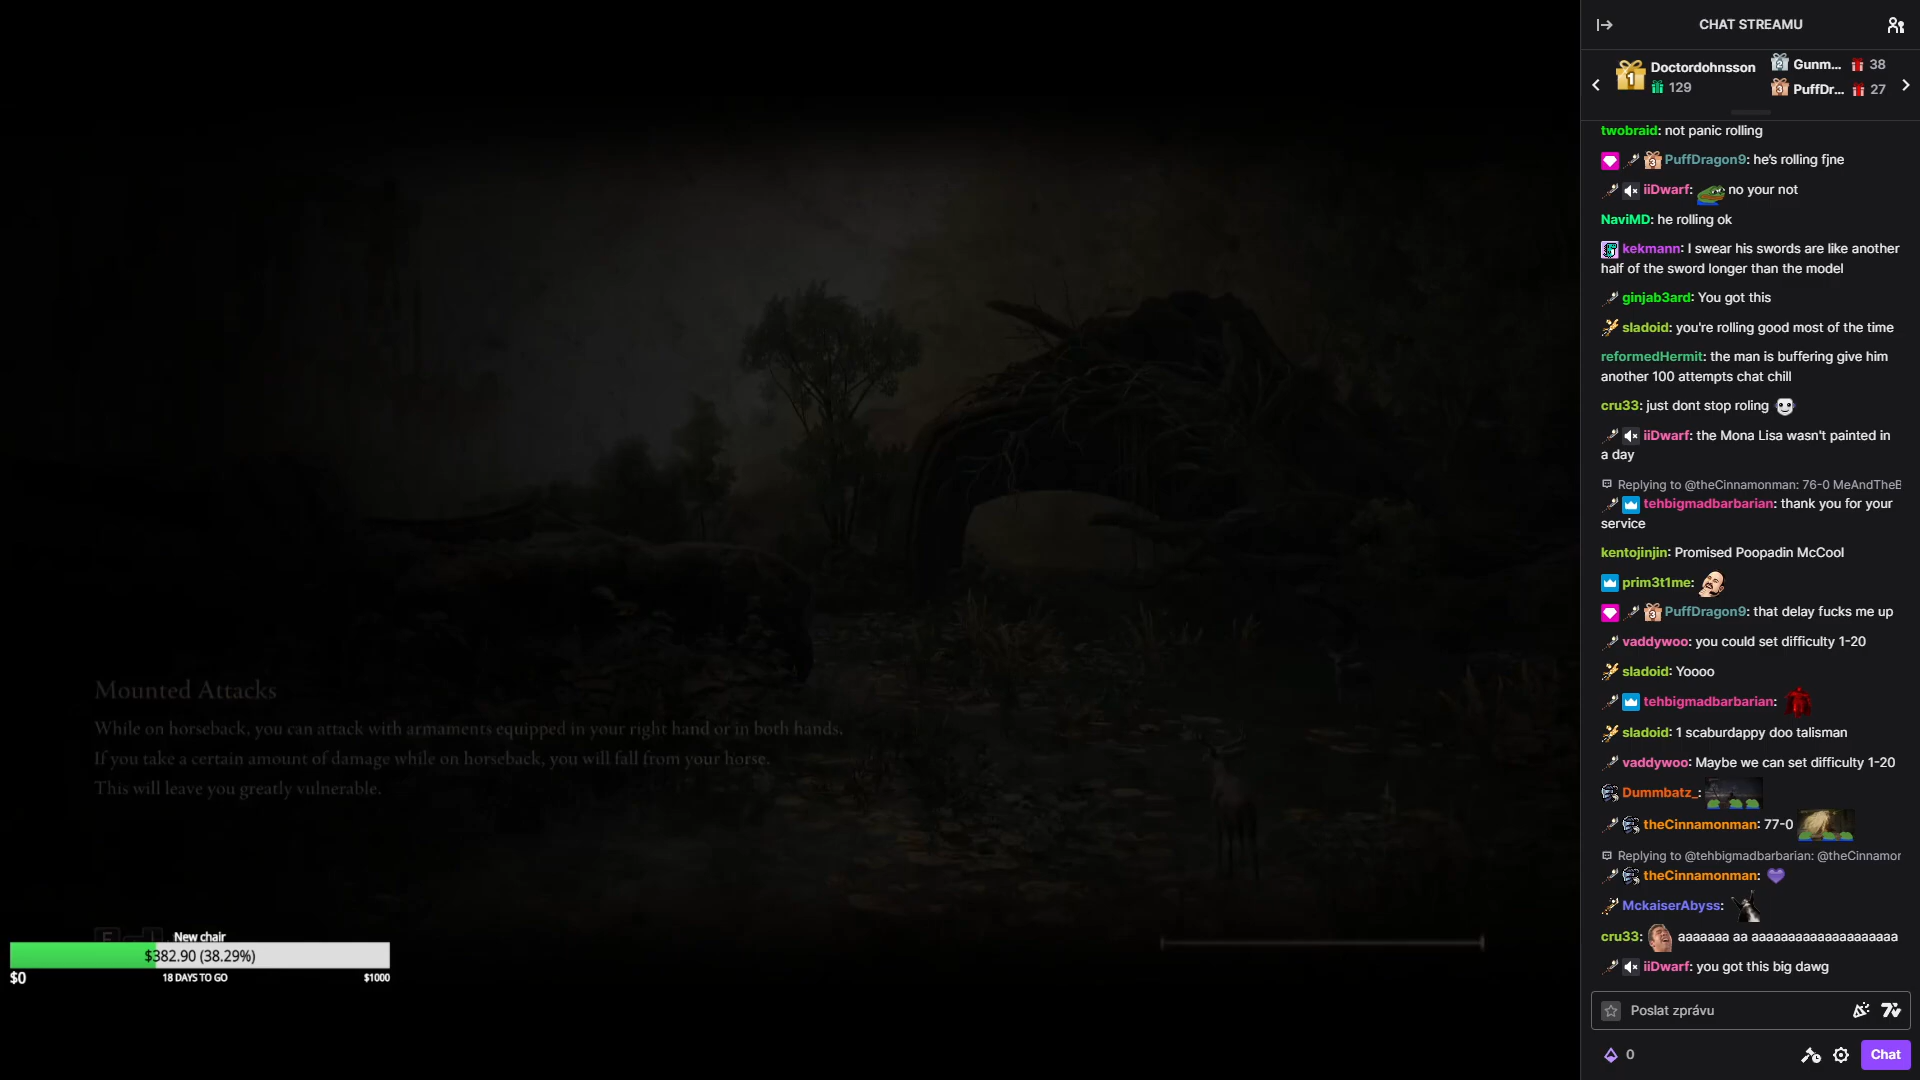 Mounted Attacks
While on horseback, you can attack with armaments equipped in your right hand or in both hands.
If you take a certain amount of damage while on horseback, you will fall from your horse.
This will leave you greatly vulnerable.
New chair
$382.90 (38.29%)
$0
18 DAYS TO GO
$1000
CHAT STREAMU
1
Doctordohnsson
129
2
Gunm...
38
3
PuffDr...
27
twobraid: not panic rolling
PuffDragon9: he's rolling fjne
iiDwarf: no your not
NaviMD: he rolling ok
kekmann: I swear his swords are like another
half of the sword longer than the model
ginjab3ard: You got this
sladoid: you're rolling good most of the time
reformedHermit: the man is buffering give him
another 100 attempts chat chill
cru33: just dont stop roling
iiDwarf: the Mona Lisa wasn't painted in
a day
Replying to @theCinnamonman: 76-0 MeAndTheB
tehbigmadbarbarian: thank you for your
service
kentojinjin: Promised Poopadin McCool
prim3t1me:
PuffDragon9: that delay fucks me up
vaddywoo: you could set difficulty 1-20
sladoid: Yoooo
tehbigmadbarbarian:
sladoid: 1 scaburdappy doo talisman
vaddywoo: Maybe we can set difficulty 1-20
Dummbatz_:
theCinnamonman: 77-0
Replying to @tehbigmadbarbarian: @theCinnamor
theCinnamonman:
MckaiserAbyss:
cru33: aaaaaaa aa aaaaaaaaaaaaaaaaaaaa
iiDwarf: you got this big dawg
Poslat zprávu
0
Chat